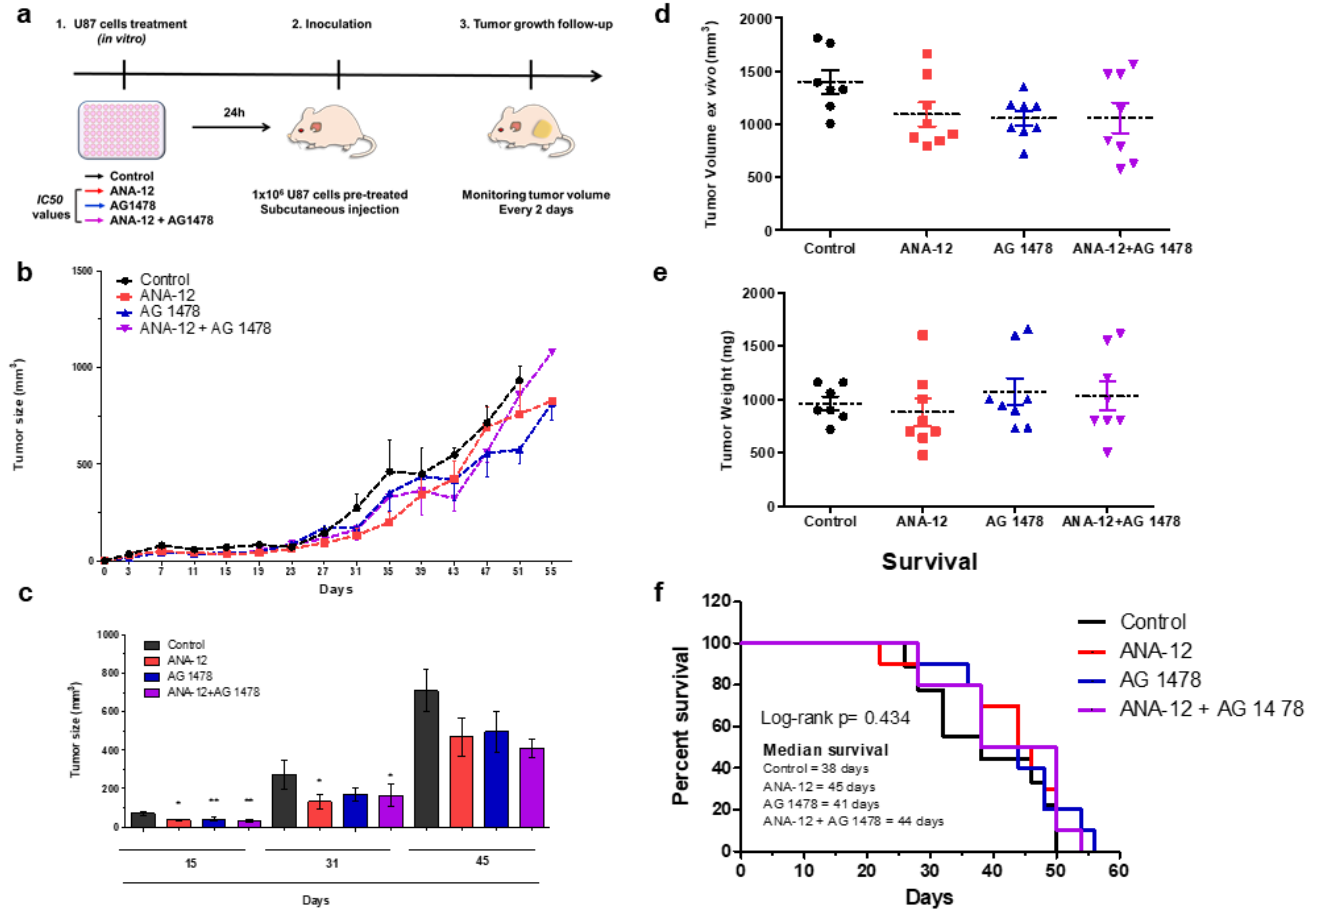 a
1. U87 cells treatment
(in vitro)
2. Inoculation
3. Tumor growth follow-up
24h
Control
ANA-12
AG1478
ANA-12 + AG1478
IC50
values
1x10⁶ U87 cells pre-treated
Subcutaneous injection
Monitoring tumor volume
Every 2 days
b
Control
ANA-12
AG 1478
ANA-12 + AG 1478
Tumor size (mm³)
1500
1000
500
0
0 3 7 11 15 19 23 27 31 35 39 43 47 51 55
Days
c
Control
ANA-12
AG 1478
ANA-12+AG 1478
Tumor size (mm³)
1000
800
600
400
200
0
* ** ** * *
15 31 45
Days
d
Tumor Volume ex vivo (mm³)
2000
1500
1000
500
0
Control ANA-12 AG 1478 ANA-12+AG 1478
e
Tumor Weight (mg)
2000
1500
1000
500
0
Control ANA-12 AG 1478 ANA-12+AG 1478
Survival
f
Percent survival
120
100
80
60
40
20
0
Control
ANA-12
AG 1478
ANA-12 + AG 14 78
Log-rank p= 0.434
Median survival
Control = 38 days
ANA-12 = 45 days
AG 1478 = 41 days
ANA-12 + AG 1478 = 44 days
0 10 20 30 40 50 60
Days